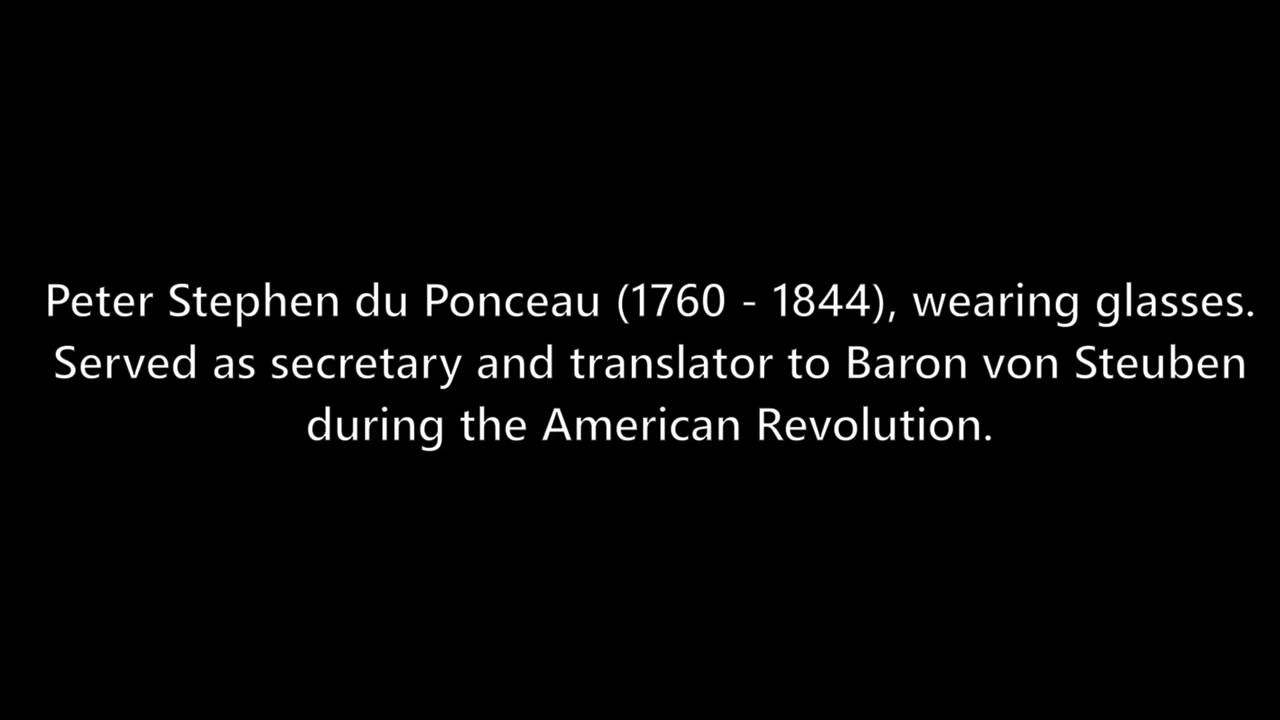 Peter Stephen du Ponceau (1760 - 1844), wearing glasses.
Served as secretary and translator to Baron von Steuben
during the American Revolution.